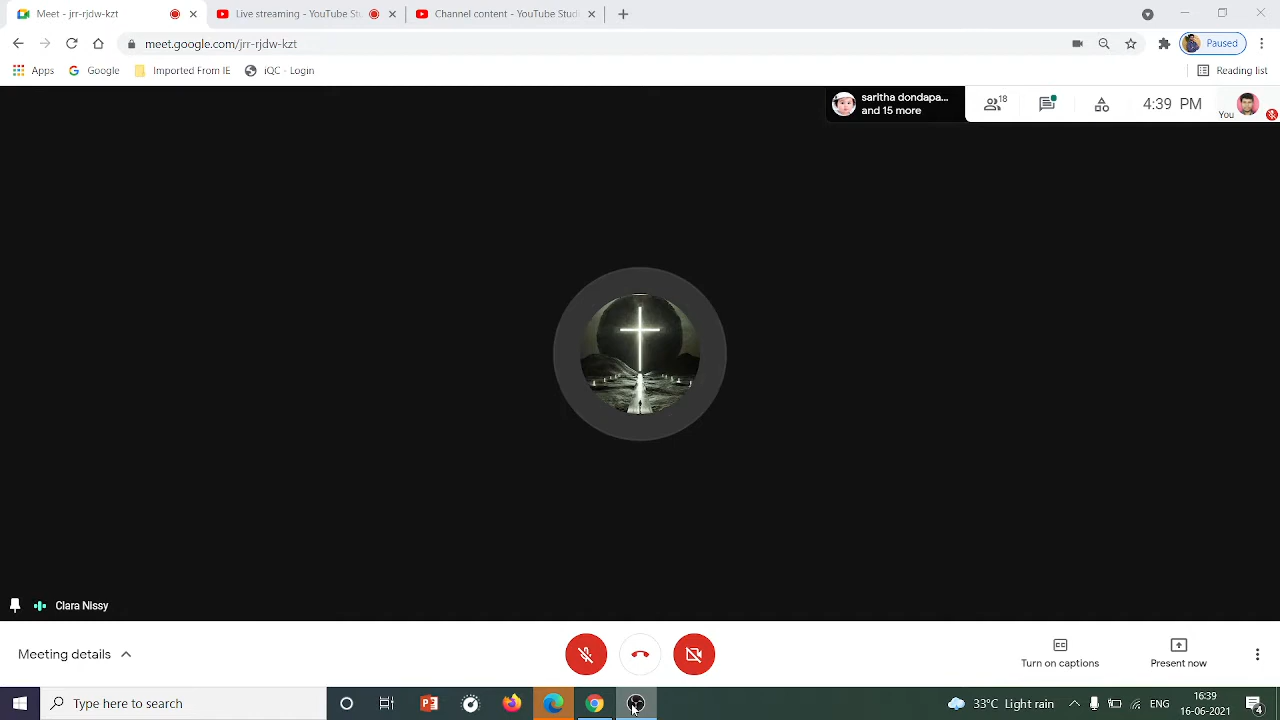 Meet - jrr-rjdw-kzt
Live streaming - YouTube St
Channel content - YouTube Stud
meet.google.com/jrr-rjdw-kzt
Paused
Apps
Google
Imported From IE
iQC - Login
Reading list
saritha dondapa...
and 15 more
18
4:39 PM
You
Clara Nissy
Meeting details
Turn on captions
Present now
Type here to search
33°C Light rain
ENG
16:39
16-06-2021